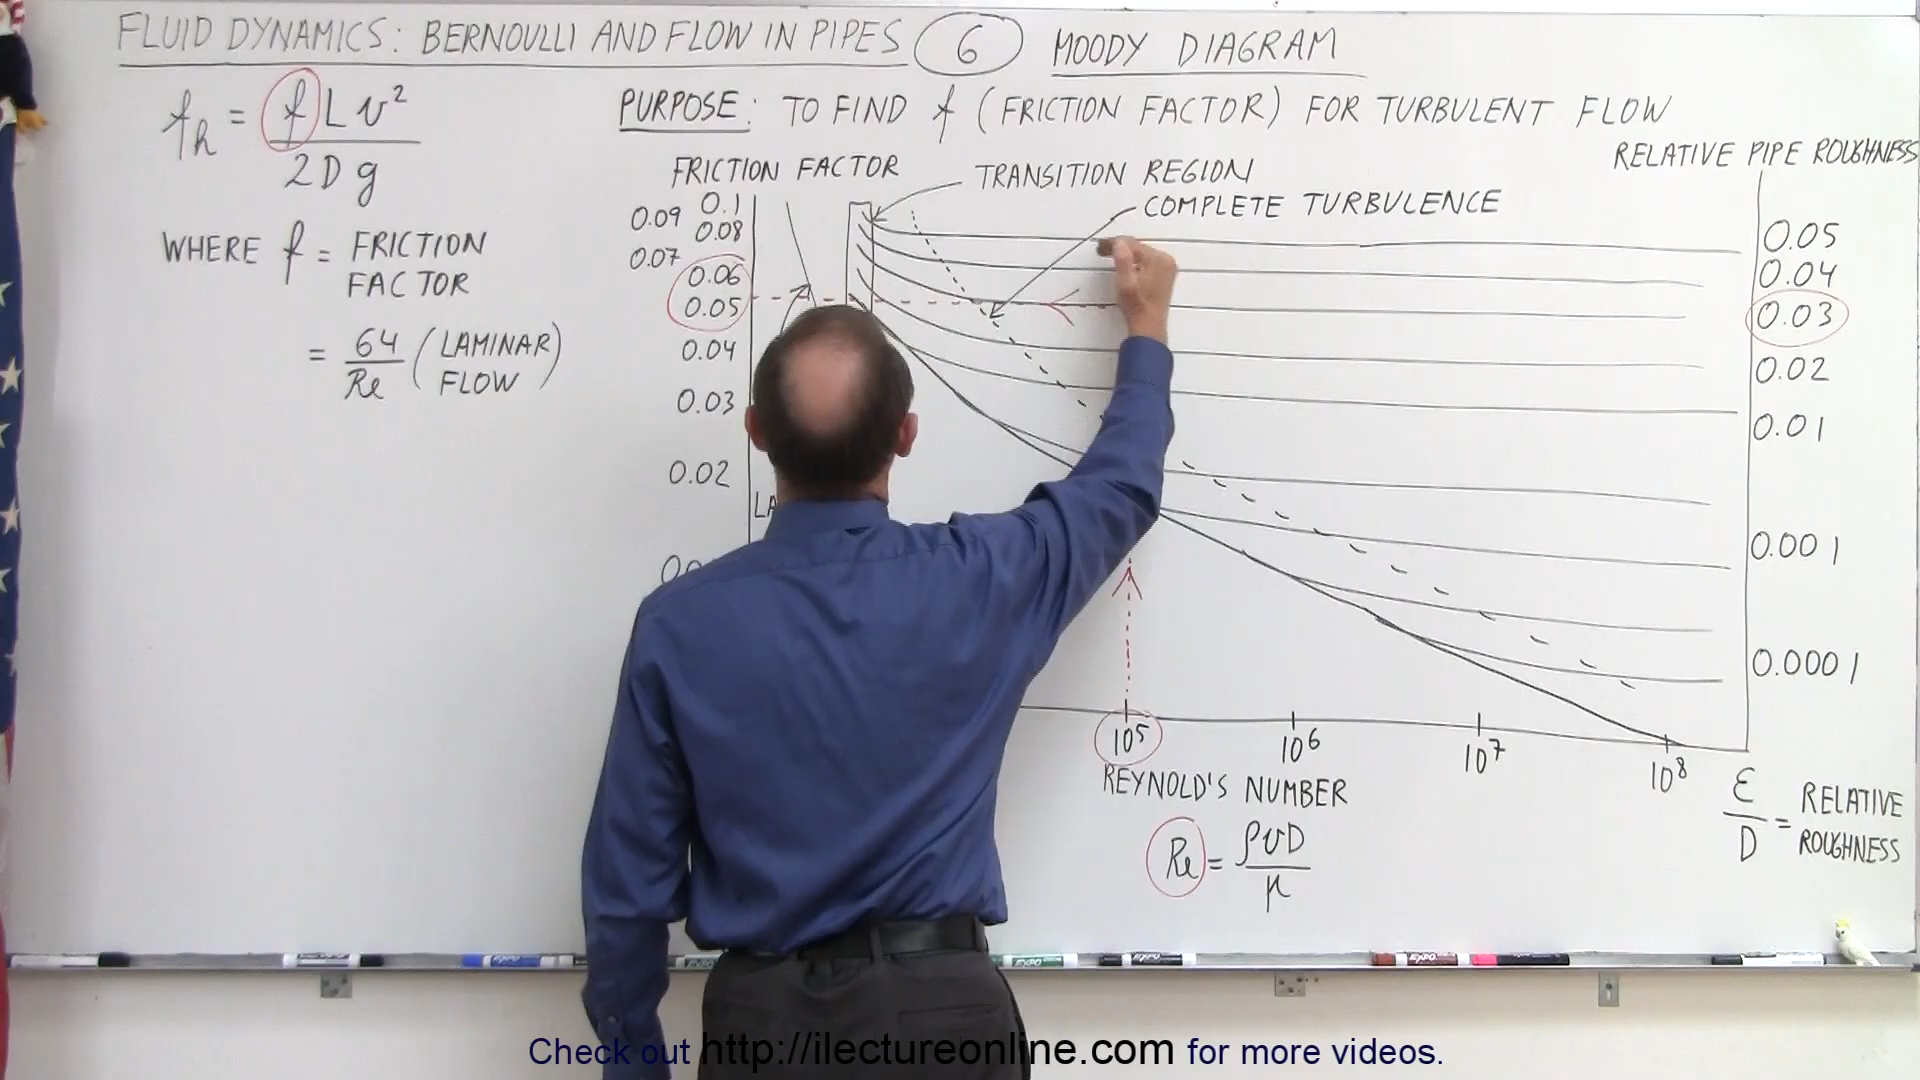 FLUID DYNAMICS: BERNOULLI AND FLOW IN PIPES 6 MOODY DIAGRAM
f_h = f L v² / 2 D g
PURPOSE: TO FIND f (FRICTION FACTOR) FOR TURBULENT FLOW
WHERE f = FRICTION FACTOR
= 64 / Re (LAMINAR FLOW)
FRICTION FACTOR
TRANSITION REGION
COMPLETE TURBULENCE
RELATIVE PIPE ROUGHNESS
0.1
0.09
0.08
0.07
0.06
0.05
0.04
0.03
0.02
0.05
0.04
0.03
0.02
0.01
0.001
0.0001
10⁵ 10⁶ 10⁷ 10⁸
REYNOLD'S NUMBER
Re = ρvD / μ
ε / D = RELATIVE ROUGHNESS
Check out http://ilectureonline.com for more videos.